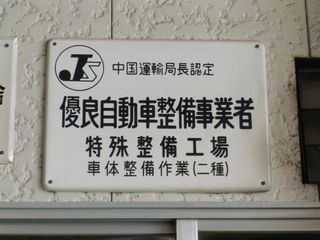 JS 中国運輸局長認定
優良自動車整備事業者
特殊整備工場
車体整備作業(二種)